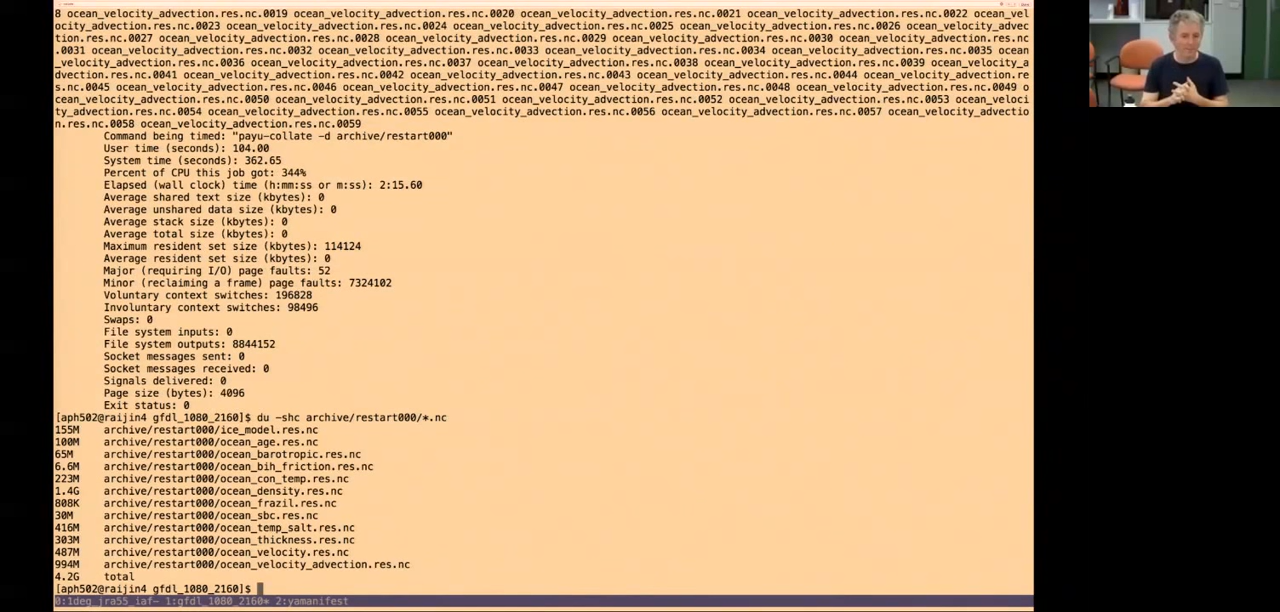 8 ocean_velocity_advection.res.nc.0019 ocean_velocity_advection.res.nc.0020 ocean_velocity_advection.res.nc.0021 ocean_velocity_advection.res.nc.0022 ocean_vel
ocity_advection.res.nc.0023 ocean_velocity_advection.res.nc.0024 ocean_velocity_advection.res.nc.0025 ocean_velocity_advection.res.nc.0026 ocean_velocity_advec
tion.res.nc.0027 ocean_velocity_advection.res.nc.0028 ocean_velocity_advection.res.nc.0029 ocean_velocity_advection.res.nc.0030 ocean_velocity_advection.res.nc
.0031 ocean_velocity_advection.res.nc.0032 ocean_velocity_advection.res.nc.0033 ocean_velocity_advection.res.nc.0034 ocean_velocity_advection.res.nc.0035 ocean
_velocity_advection.res.nc.0036 ocean_velocity_advection.res.nc.0037 ocean_velocity_advection.res.nc.0038 ocean_velocity_advection.res.nc.0039 ocean_velocity_a
dvection.res.nc.0041 ocean_velocity_advection.res.nc.0042 ocean_velocity_advection.res.nc.0043 ocean_velocity_advection.res.nc.0044 ocean_velocity_advection.re
s.nc.0045 ocean_velocity_advection.res.nc.0046 ocean_velocity_advection.res.nc.0047 ocean_velocity_advection.res.nc.0048 ocean_velocity_advection.res.nc.0049 o
cean_velocity_advection.res.nc.0050 ocean_velocity_advection.res.nc.0051 ocean_velocity_advection.res.nc.0052 ocean_velocity_advection.res.nc.0053 ocean_veloci
ty_advection.res.nc.0054 ocean_velocity_advection.res.nc.0055 ocean_velocity_advection.res.nc.0056 ocean_velocity_advection.res.nc.0057 ocean_velocity_advectio
n.res.nc.0058 ocean_velocity_advection.res.nc.0059
Command being timed: "payu-collate -d archive/restart000"
User time (seconds): 104.00
System time (seconds): 362.65
Percent of CPU this job got: 344%
Elapsed (wall clock) time (h:mm:ss or m:ss): 2:15.60
Average shared text size (kbytes): 0
Average unshared data size (kbytes): 0
Average stack size (kbytes): 0
Average total size (kbytes): 0
Maximum resident set size (kbytes): 114124
Average resident set size (kbytes): 0
Major (requiring I/O) page faults: 52
Minor (reclaiming a frame) page faults: 7324102
Voluntary context switches: 196828
Involuntary context switches: 98496
Swaps: 0
File system inputs: 0
File system outputs: 8844152
Socket messages sent: 0
Socket messages received: 0
Signals delivered: 0
Page size (bytes): 4096
Exit status: 0
[aph502@raijin4 gfdl_1080_2160]$ du -shc archive/restart000/*.nc
155M archive/restart000/ice_model.res.nc
100M archive/restart000/ocean_age.res.nc
65M archive/restart000/ocean_barotropic.res.nc
6.6M archive/restart000/ocean_bih_friction.res.nc
223M archive/restart000/ocean_con_temp.res.nc
1.4G archive/restart000/ocean_density.res.nc
808K archive/restart000/ocean_frazil.res.nc
30M archive/restart000/ocean_sbc.res.nc
416M archive/restart000/ocean_temp_salt.res.nc
303M archive/restart000/ocean_thickness.res.nc
487M archive/restart000/ocean_velocity.res.nc
994M archive/restart000/ocean_velocity_advection.res.nc
4.2G total
[aph502@raijin4 gfdl_1080_2160]$
0:1deg_jra55_iaf- 1:gfdl_1080_2160* 2:yamanifest